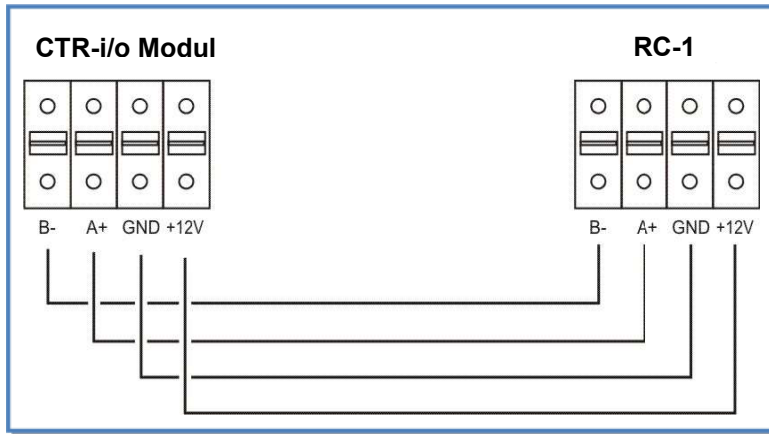 CTR-i/o Modul RC-1
B- A+ GND +12V B- A+ GND +12V